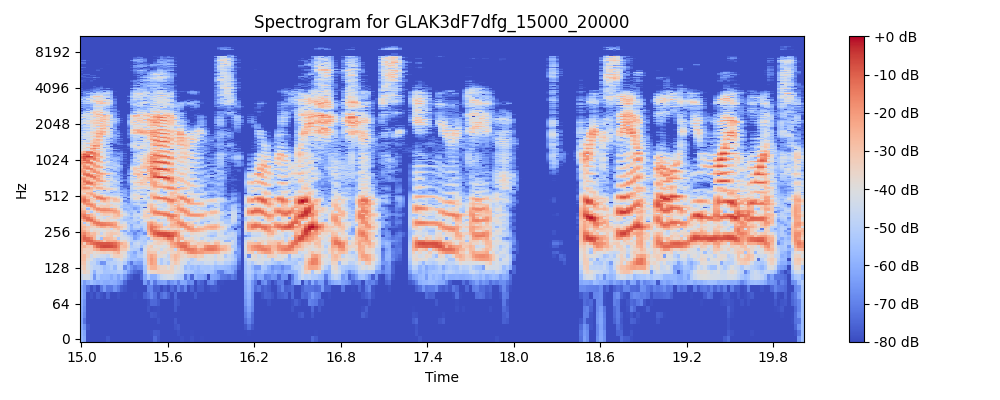 Spectrogram for GLAK3dF7dfg_15000_20000
8192
4096
2048
1024
512
256
128
64
0
Hz
15.0 15.6 16.2 16.8 17.4 18.0 18.6 19.2 19.8
Time
+0 dB
-10 dB
-20 dB
-30 dB
-40 dB
-50 dB
-60 dB
-70 dB
-80 dB